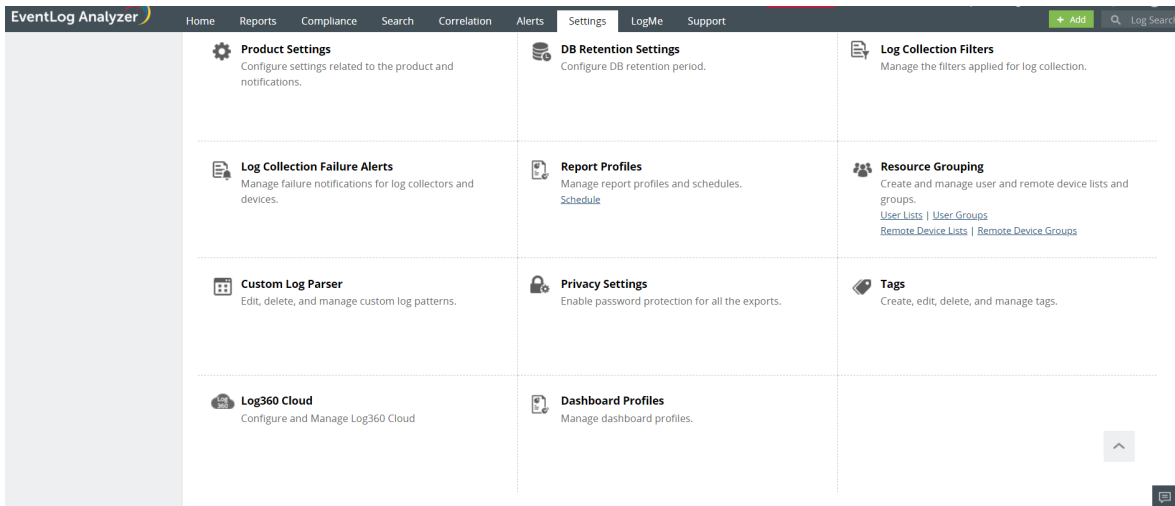 EventLog Analyzer
Home Reports Compliance Search Correlation Alerts Settings LogMe Support
+ Add
Log Search
Product Settings
Configure settings related to the product and
notifications.
DB Retention Settings
Configure DB retention period.
Log Collection Filters
Manage the filters applied for log collection.
Log Collection Failure Alerts
Manage failure notifications for log collectors and
devices.
Report Profiles
Manage report profiles and schedules.
Schedule
Resource Grouping
Create and manage user and remote device lists and
groups.
User Lists | User Groups
Remote Device Lists | Remote Device Groups
Custom Log Parser
Edit, delete, and manage custom log patterns.
Privacy Settings
Enable password protection for all the exports.
Tags
Create, edit, delete, and manage tags.
Log
360
Log360 Cloud
Configure and Manage Log360 Cloud
Dashboard Profiles
Manage dashboard profiles.